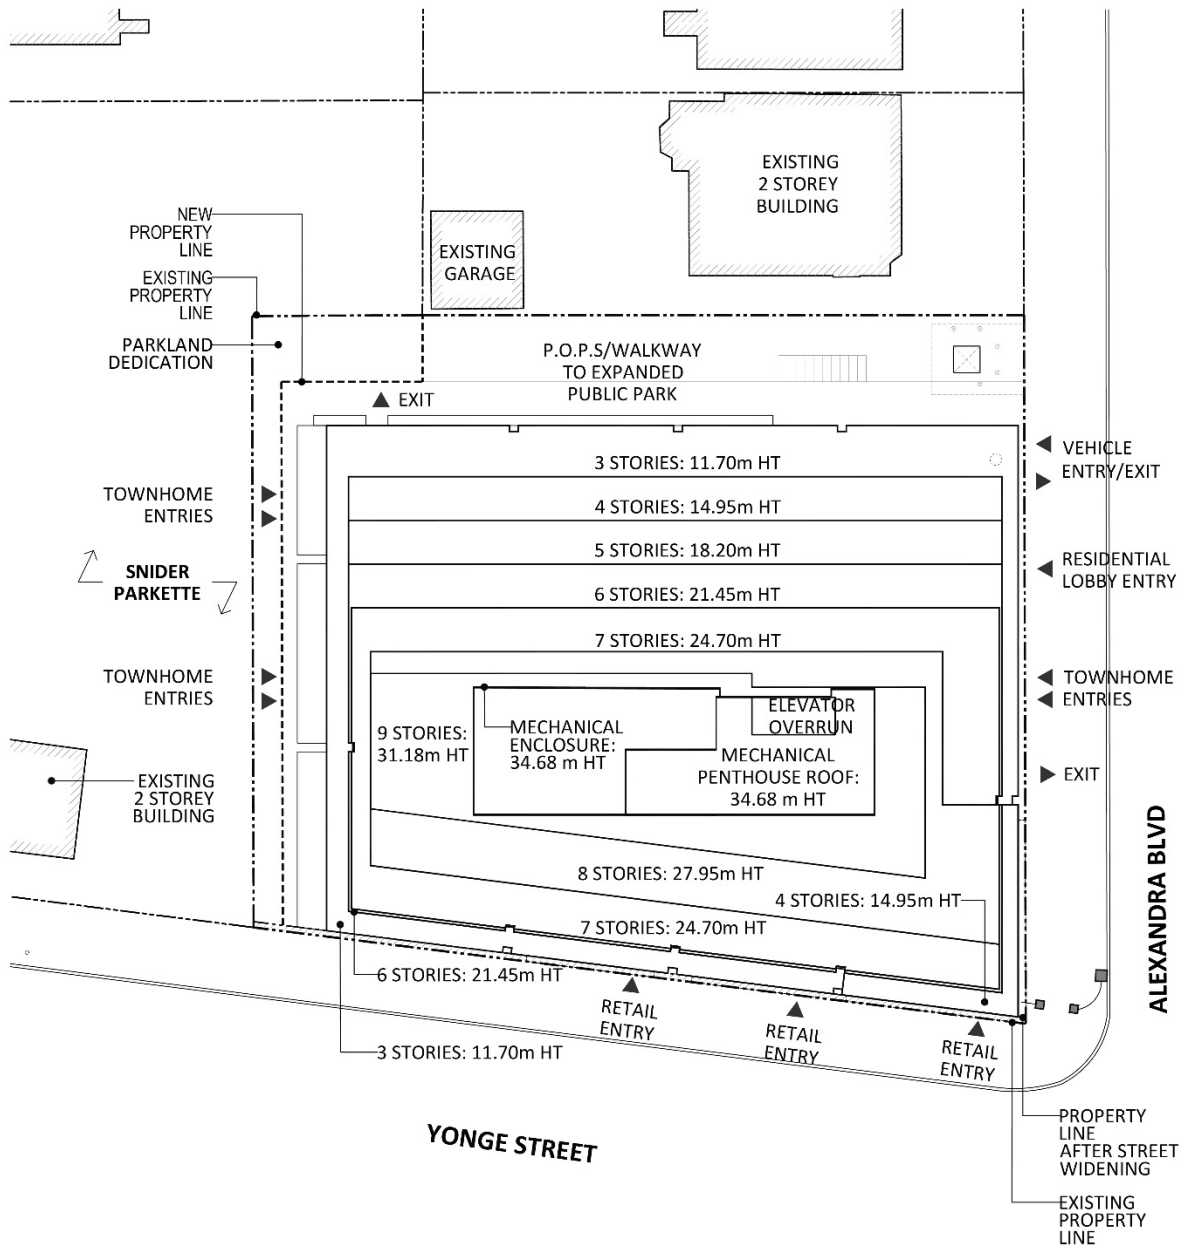 EXISTING
2 STOREY
BUILDING
NEW
PROPERTY
LINE
EXISTING
GARAGE
EXISTING
PROPERTY
LINE
PARKLAND
DEDICATION
P.O.P.S/WALKWAY
TO EXPANDED
PUBLIC PARK
EXIT
VEHICLE
ENTRY/EXIT
3 STORIES: 11.70m HT
TOWNHOME
ENTRIES
4 STORIES: 14.95m HT
5 STORIES: 18.20m HT
RESIDENTIAL
LOBBY ENTRY
SNIDER
PARKETTE
6 STORIES: 21.45m HT
7 STORIES: 24.70m HT
TOWNHOME
ENTRIES
TOWNHOME
ENTRIES
9 STORIES:
31.18m HT
MECHANICAL
ENCLOSURE:
34.68 m HT
ELEVATOR
OVERRUN
MECHANICAL
PENTHOUSE ROOF:
34.68 m HT
EXIT
EXISTING
2 STOREY
BUILDING
ALEXANDRA BLVD
8 STORIES: 27.95m HT
4 STORIES: 14.95m HT
7 STORIES: 24.70m HT
6 STORIES: 21.45m HT
RETAIL
ENTRY
RETAIL
ENTRY
RETAIL
ENTRY
3 STORIES: 11.70m HT
YONGE STREET
PROPERTY
LINE
AFTER STREET
WIDENING
EXISTING
PROPERTY
LINE